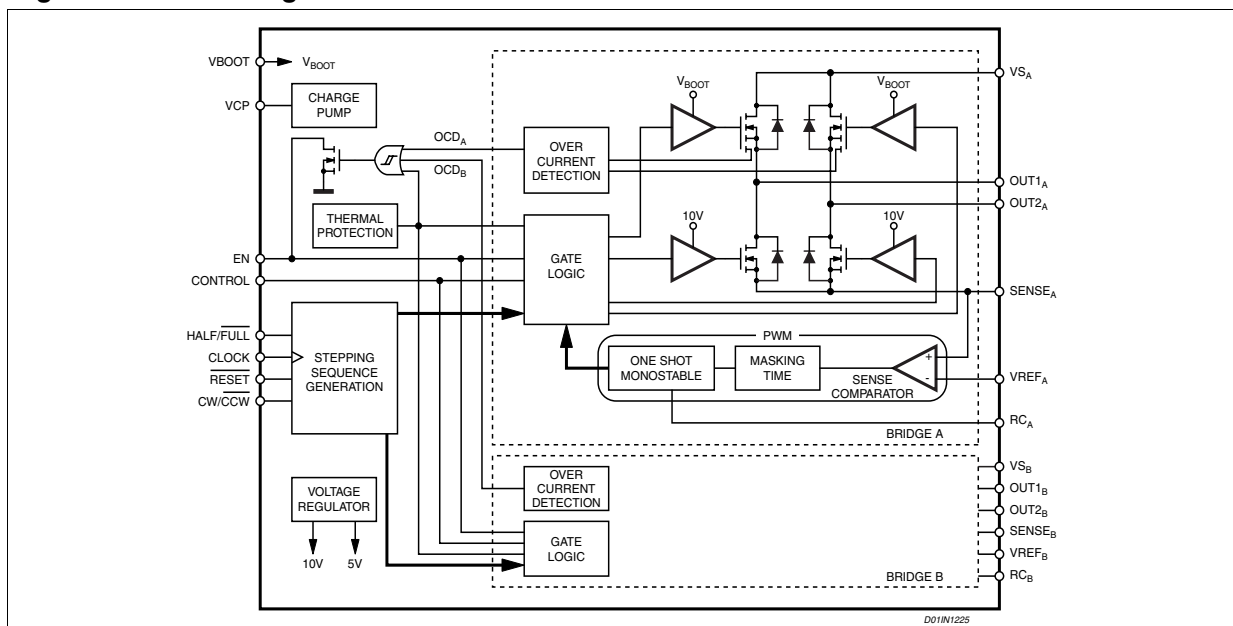 VBOOT
VBOOT
VCP
CHARGE
PUMP
OCDA
OCDB
THERMAL
PROTECTION
EN
CONTROL
HALF/FULL
CLOCK
RESET
CW/CCW
STEPPING
SEQUENCE
GENERATION
VOLTAGE
REGULATOR
10V
5V
OVER
CURRENT
DETECTION
GATE
LOGIC
VBOOT
VBOOT
10V
10V
PWM
ONE SHOT
MONOSTABLE
MASKING
TIME
+
-
SENSE
COMPARATOR
BRIDGE A
OVER
CURRENT
DETECTION
GATE
LOGIC
BRIDGE B
VSA
OUT1A
OUT2A
SENSEA
VREFA
RCA
VSB
OUT1B
OUT2B
SENSEB
VREFB
RCB
D01IN1225